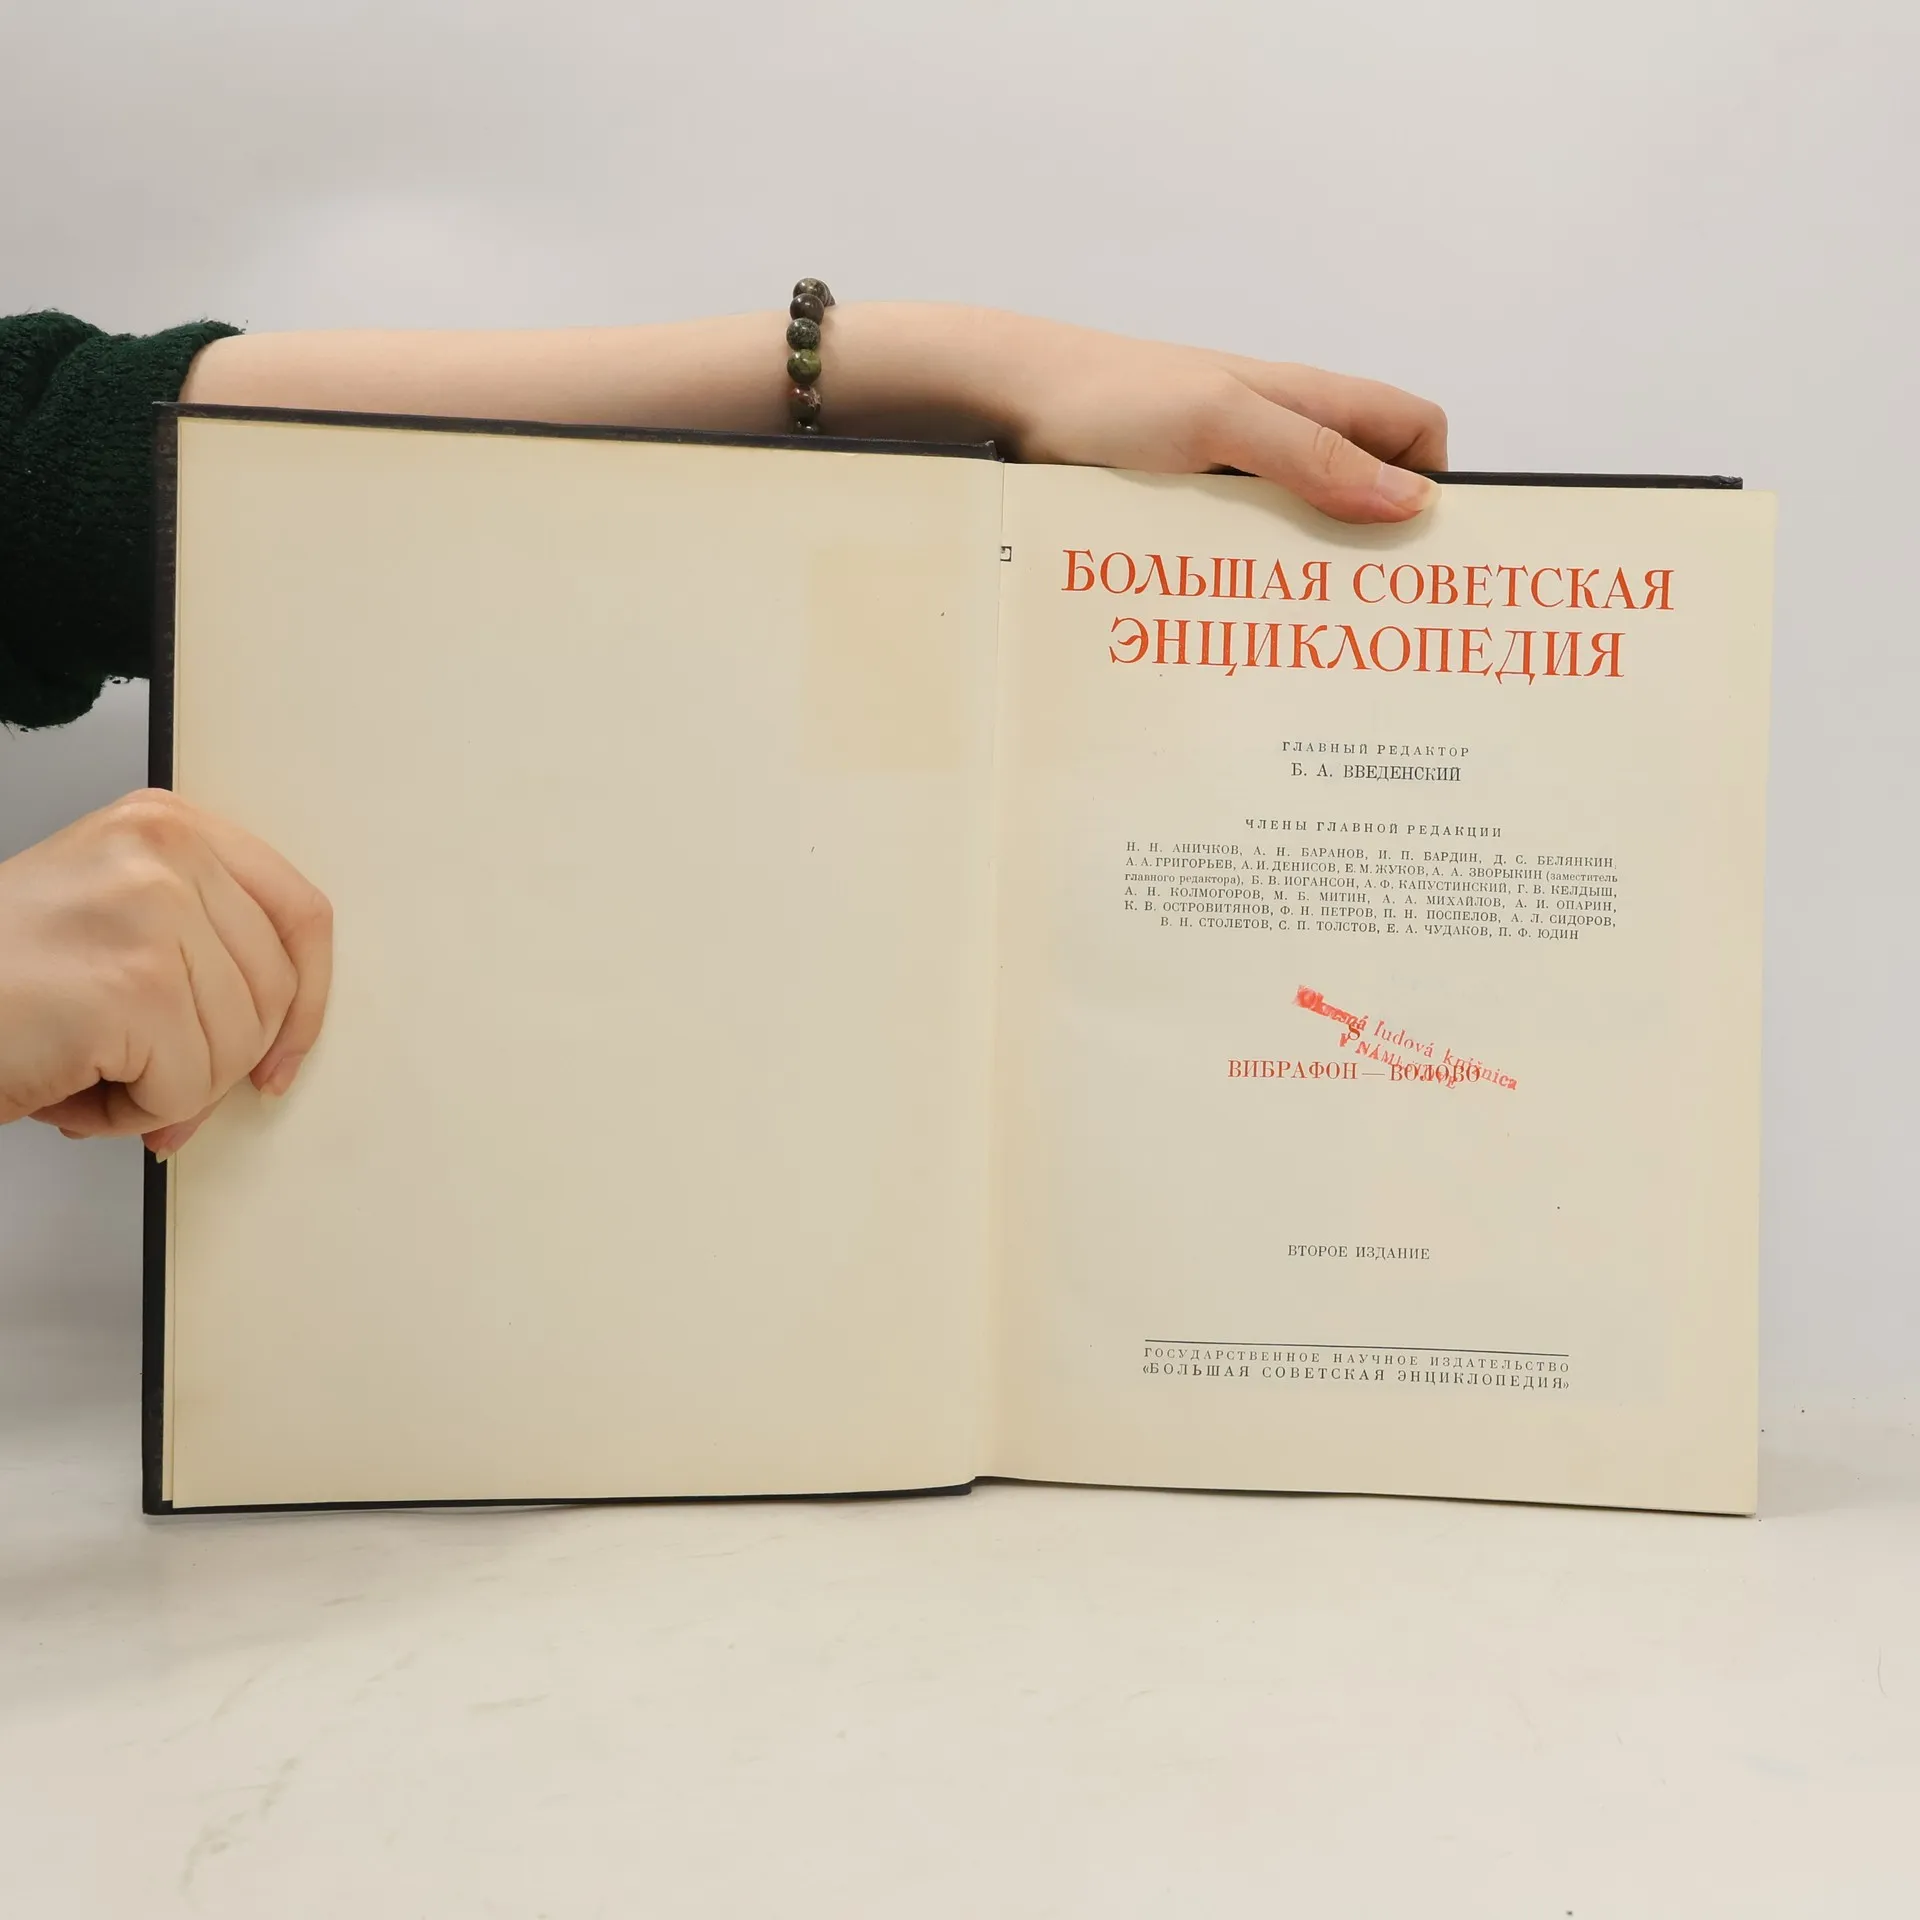 БОЛЬШАЯ СОВЕТСКАЯ
ЭНЦИКЛОПЕДИЯ
ГЛАВНЫЙ РЕДАКТОР
Б. А. ВВЕДЕНСКИЙ
ЧЛЕНЫ ГЛАВНОЙ РЕДАКЦИИ
Н. Н. АНИЧКОВ, А. Н. БАРАНОВ, И. П. БАРДИН, Д. С. БЕЛЯНКИН,
А. А. ГРИГОРЬЕВ, А. И. ДЕНИСОВ, Е. М. ЖУКОВ, А. А. ЗВОРЫКИН (заместитель
главного редактора), Б. В. ИОГАНСОН, А. Ф. КАПУСТИНСКИЙ, Г. В. КЕЛДЫШ,
А. Н. КОЛМОГОРОВ, М. Б. МИТИН, А. А. МИХАЙЛОВ, А. И. ОПАРИН,
К. В. ОСТРОВИТЯНОВ, Ф. Н. ПЕТРОВ, П. Н. ПОСПЕЛОВ, А. Л. СИДОРОВ,
В. Н. СТОЛЕТОВ, С. П. ТОЛСТОВ, Е. А. ЧУДАКОВ, П. Ф. ЮДИН
Okresná ľudová knižnica
8
V
ВИБРАФОН — ВОЛОВО
ВТОРОЕ ИЗДАНИЕ
ГОСУДАРСТВЕННОЕ НАУЧНОЕ ИЗДАТЕЛЬСТВО
«БОЛЬШАЯ СОВЕТСКАЯ ЭНЦИКЛОПЕДИЯ»